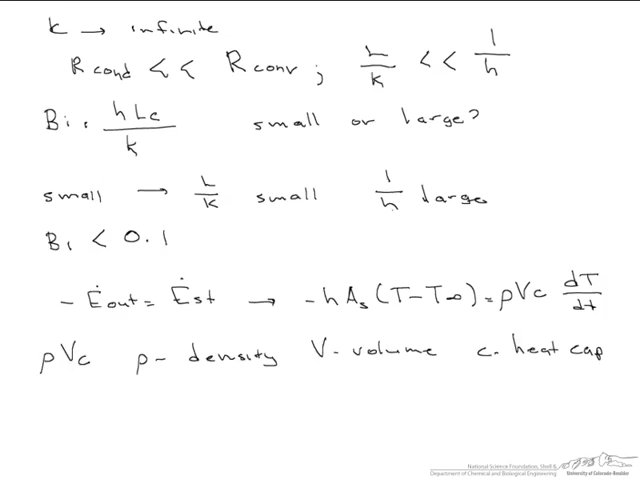 k → infinite
Rcond << Rconv ; L/k << 1/h
Bi = hLc/k small or large?
small → L/k small 1/h large
Bi < 0.1
- Ėout = Ėst → -hAs(T-T∞) = ρVc dT/dt
ρVc ρ- density V- volume c- heat cap
National Science Foundation, Shell &
Department of Chemical and Biological Engineering University of Colorado-Boulder